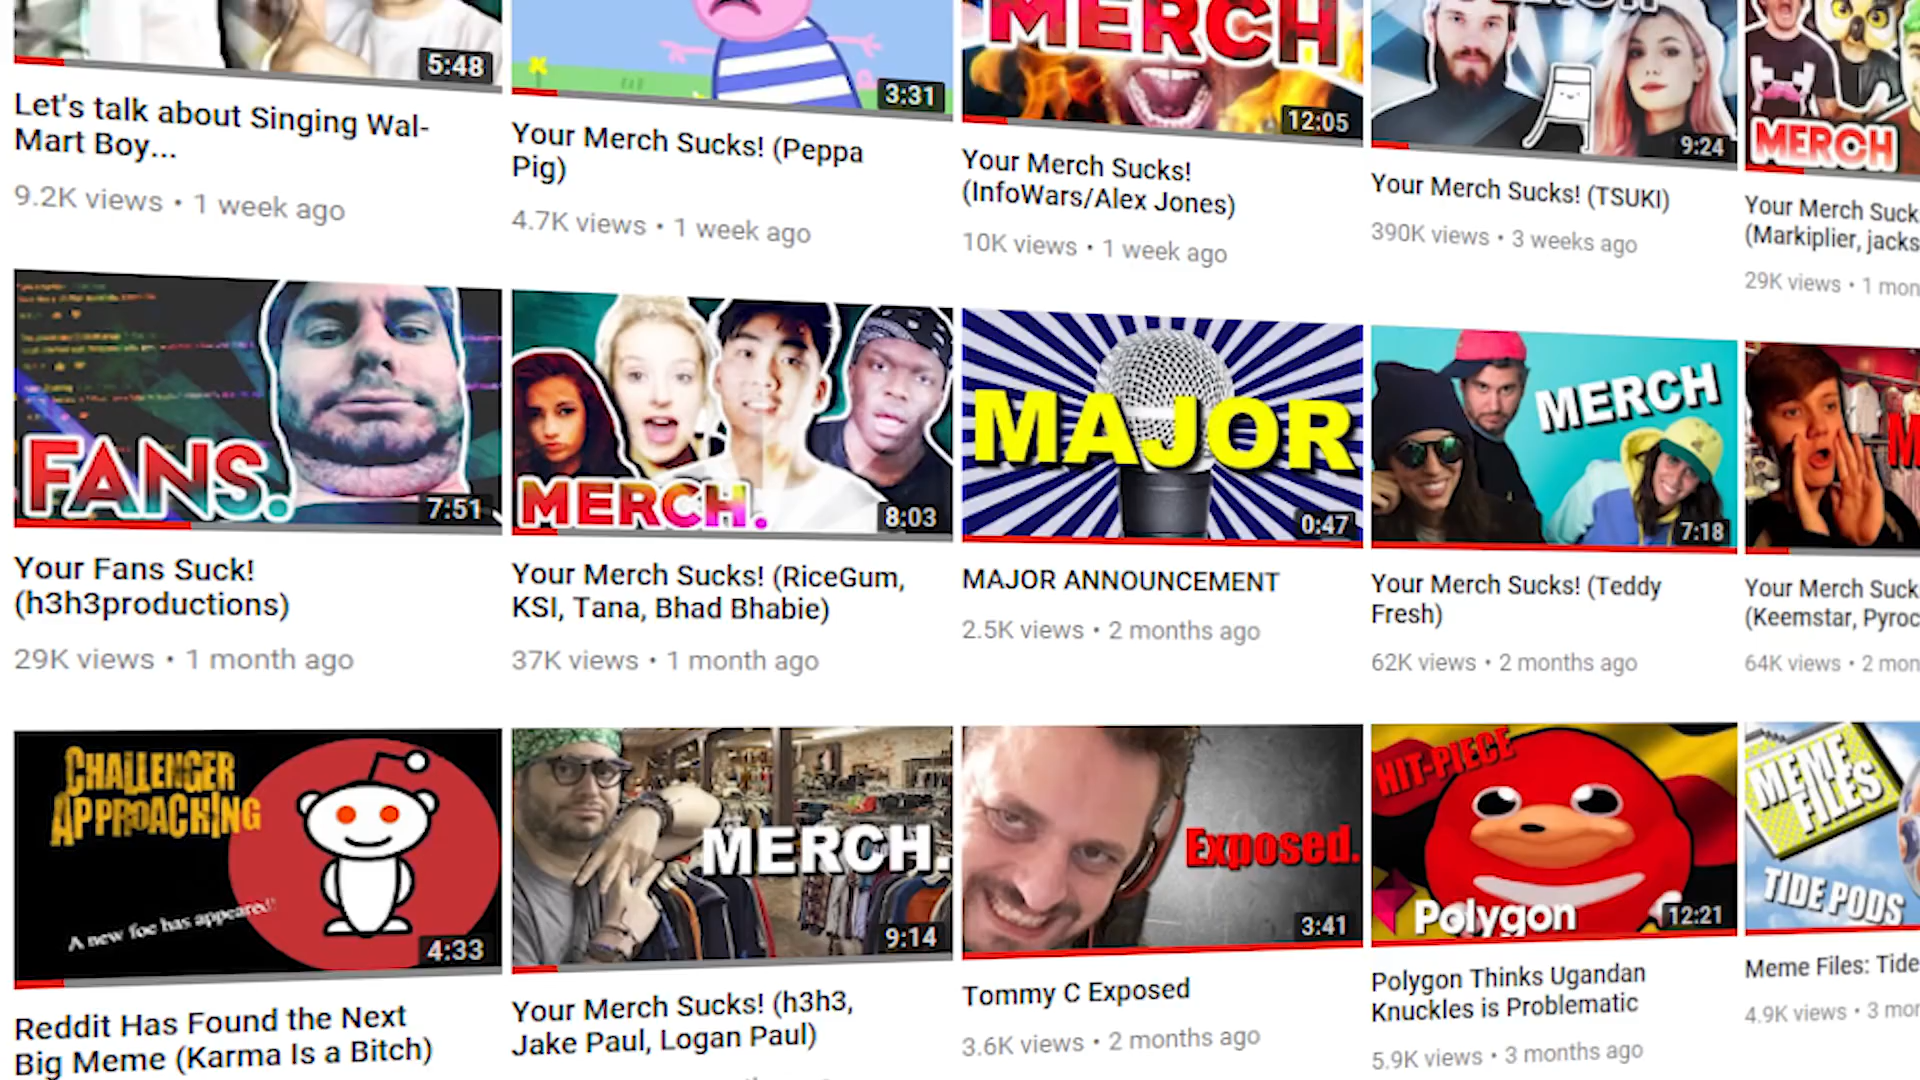 5:48
3:31
MERCH
12:05
9:24
MERCH
Let's talk about Singing Wal-
Mart Boy...
9.2K views • 1 week ago
Your Merch Sucks! (Peppa
Pig)
4.7K views • 1 week ago
Your Merch Sucks!
(InfoWars/Alex Jones)
10K views • 1 week ago
Your Merch Sucks! (TSUKI)
390K views • 3 weeks ago
Your Merch Suck
(Markiplier, jacks
29K views • 1 mon
FANS.
7:51
MERCH.
8:03
MAJOR
0:47
MERCH
7:18
M
Your Fans Suck!
(h3h3productions)
29K views • 1 month ago
Your Merch Sucks! (RiceGum,
KSI, Tana, Bhad Bhabie)
37K views • 1 month ago
MAJOR ANNOUNCEMENT
2.5K views • 2 months ago
Your Merch Sucks! (Teddy
Fresh)
62K views • 2 months ago
Your Merch Suck
(Keemstar, Pyroc
64K views • 2 mon
CHALLENGER
APPROACHING
A new foe has appeared!!
4:33
MERCH.
9:14
Exposed.
3:41
HIT-PIECE
Polygon
12:21
MEME
FILES
TIDE PODS
Reddit Has Found the Next
Big Meme (Karma Is a Bitch)
Your Merch Sucks! (h3h3,
Jake Paul, Logan Paul)
Tommy C Exposed
3.6K views • 2 months ago
Polygon Thinks Ugandan
Knuckles is Problematic
5.9K views • 3 months ago
Meme Files: Tide
4.9K views • 3 mon